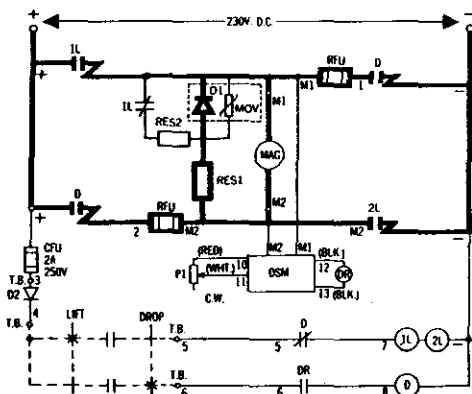 + 230V. D.C. −
1L RFU D
+ M1 1 −
D1
1L MOV M1
RES2
MAG
RES1
D RFU M2 2L
+ 2 M2 M2 −
CFU
2A
250V
T.B. 3
D2
4
T.B.
(RED) M2 M1 (BLK.)
P1 (WHT.) 10 OSM 12 DR
11
C.W. 13 (BLK.)
LIFT DROP T.B. D
5 5 7 1L 2L −
T.B. DR
6 6 8 D